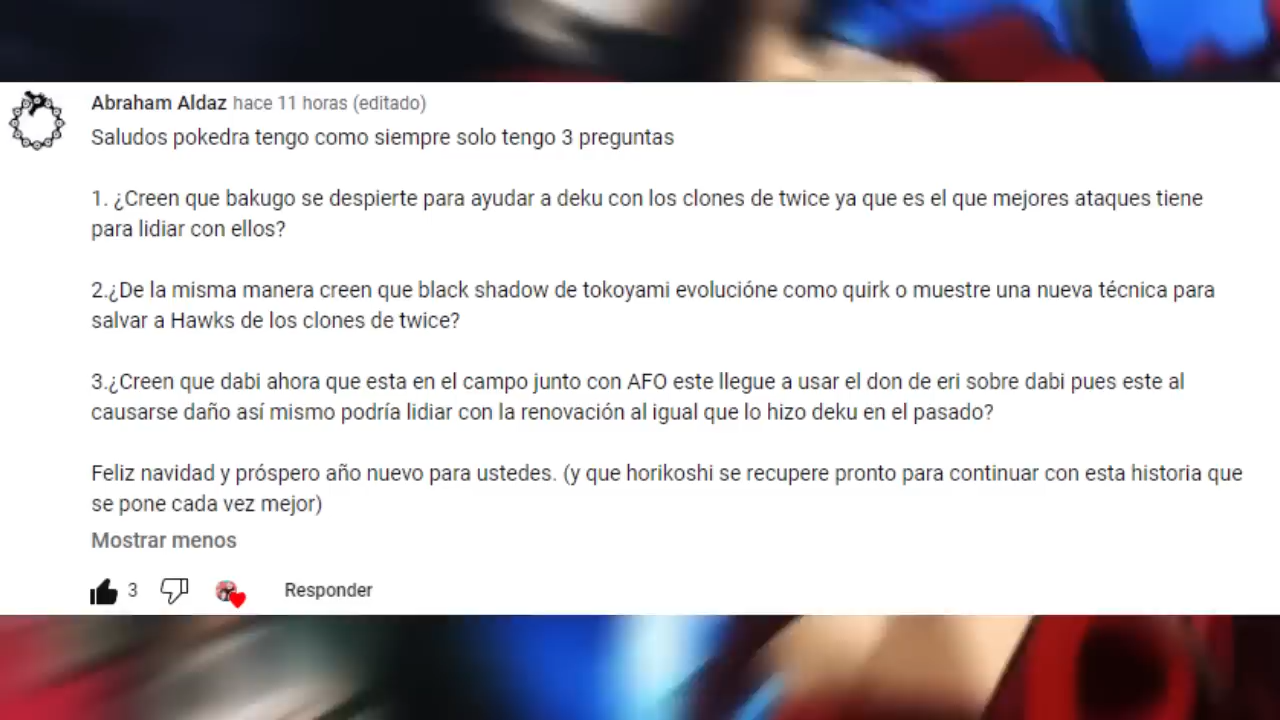 Abraham Aldaz hace 11 horas (editado)
Saludos pokedra tengo como siempre solo tengo 3 preguntas
1. ¿Creen que bakugo se despierte para ayudar a deku con los clones de twice ya que es el que mejores ataques tiene
para lidiar con ellos?
2.¿De la misma manera creen que black shadow de tokoyami evolucióne como quirk o muestre una nueva técnica para
salvar a Hawks de los clones de twice?
3.¿Creen que dabi ahora que esta en el campo junto con AFO este llegue a usar el don de eri sobre dabi pues este al
causarse daño así mismo podría lidiar con la renovación al igual que lo hizo deku en el pasado?
Feliz navidad y próspero año nuevo para ustedes. (y que horikoshi se recupere pronto para continuar con esta historia que
se pone cada vez mejor)
Mostrar menos
3 Responder